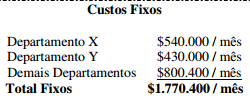 Custos Fixos
Departamento X $540.000 / mês
Departamento Y $430.000 / mês
Demais Departamentos $800.400 / mês
Total Fixos $1.770.400 / mês